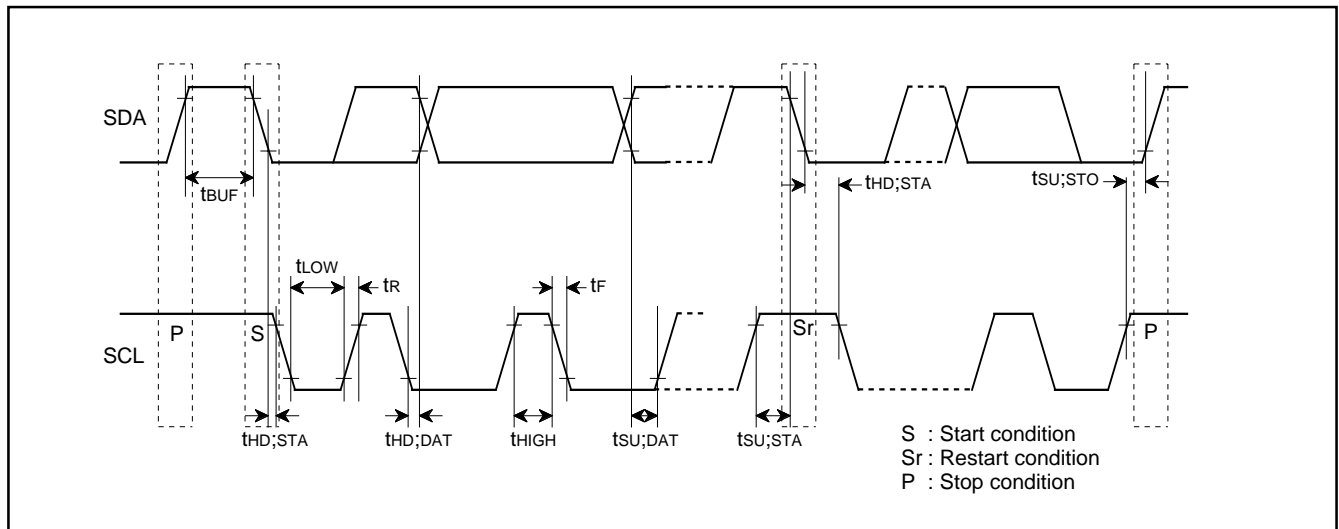 SDA
tBUF
tHD;STA
tSU;STO
tLOW
tR
tF
P
S
Sr
P
SCL
tHD;STA
tHD;DAT
tHIGH
tSU;DAT
tSU;STA
S : Start condition
Sr : Restart condition
P : Stop condition